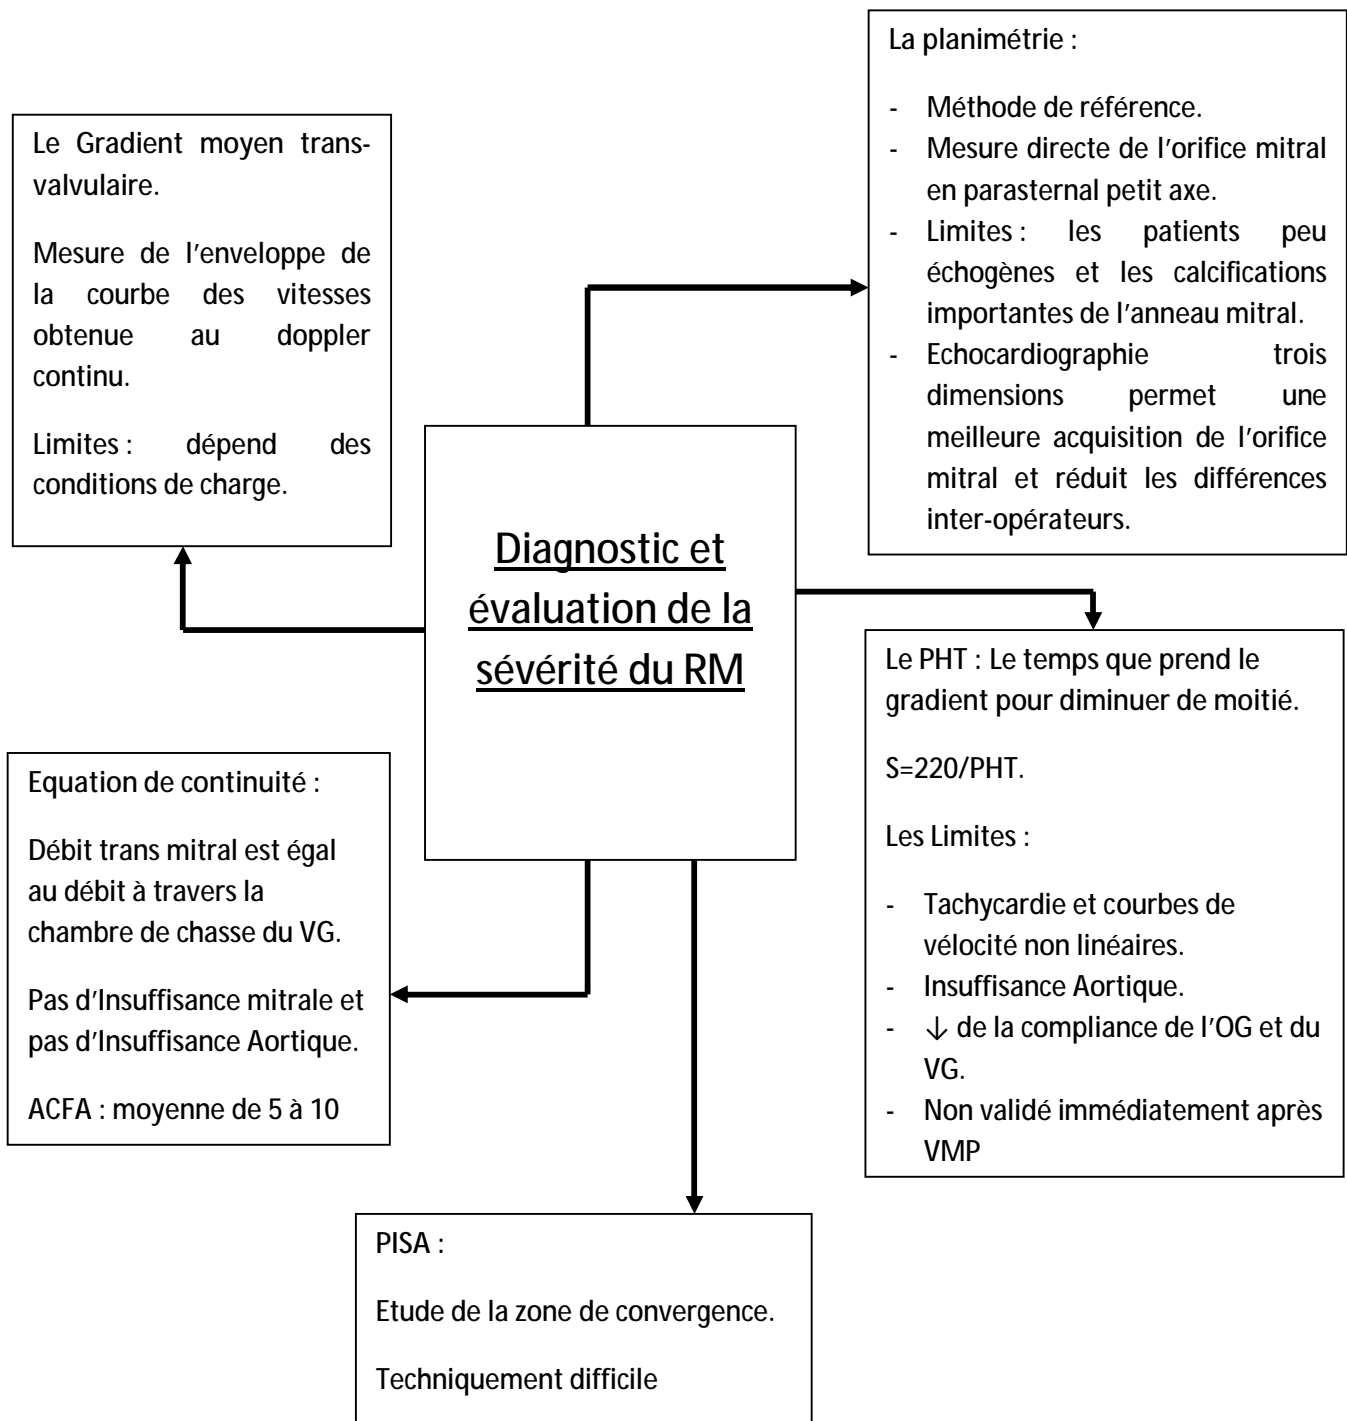 La planimétrie :
- Méthode de référence.
- Mesure directe de l'orifice mitral
en parasternal petit axe.
- Limites : les patients peu
échogènes et les calcifications
importantes de l'anneau mitral.
- Echocardiographie trois
dimensions permet une
meilleure acquisition de l'orifice
mitral et réduit les différences
inter-opérateurs.
Le Gradient moyen trans-
valvulaire.
Mesure de l'enveloppe de
la courbe des vitesses
obtenue au doppler
continu.
Limites : dépend des
conditions de charge.
Diagnostic et
évaluation de la
sévérité du RM
Le PHT : Le temps que prend le
gradient pour diminuer de moitié.
S=220/PHT.
Les Limites :
- Tachycardie et courbes de
vélocité non linéaires.
- Insuffisance Aortique.
- ↓ de la compliance de l'OG et du
VG.
- Non validé immédiatement après
VMP
Equation de continuité :
Débit trans mitral est égal
au débit à travers la
chambre de chasse du VG.
Pas d'Insuffisance mitrale et
pas d'Insuffisance Aortique.
ACFA : moyenne de 5 à 10
PISA :
Etude de la zone de convergence.
Techniquement difficile